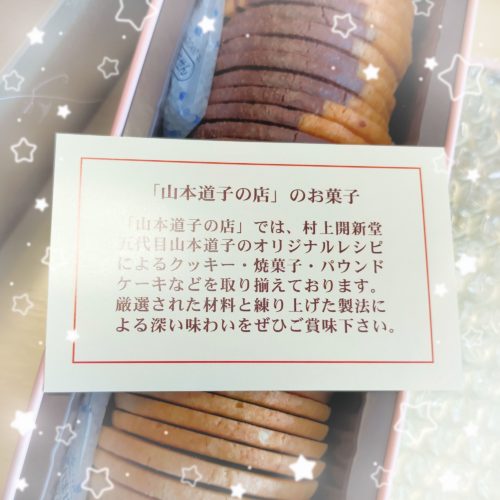 「山本道子の店」のお菓子
「山本道子の店」では、村上開新堂
五代目山本道子のオリジナルレシピ
によるクッキー・焼菓子・パウンド
ケーキなどを取り揃えております。
厳選された材料と練り上げた製法に
よる深い味わいをぜひご賞味下さい。